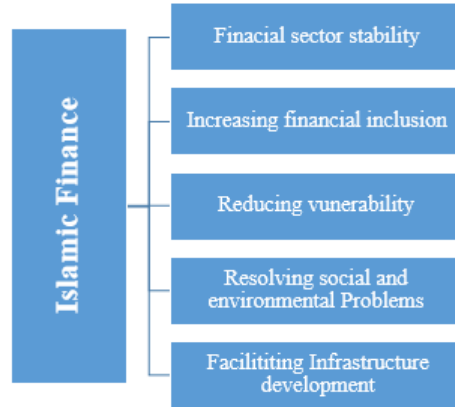 Islamic Finance
Finacial sector stability
Increasing financial inclusion
Reducing vunerability
Resolving social and
environmental Problems
Facilititing Infrastructure
development